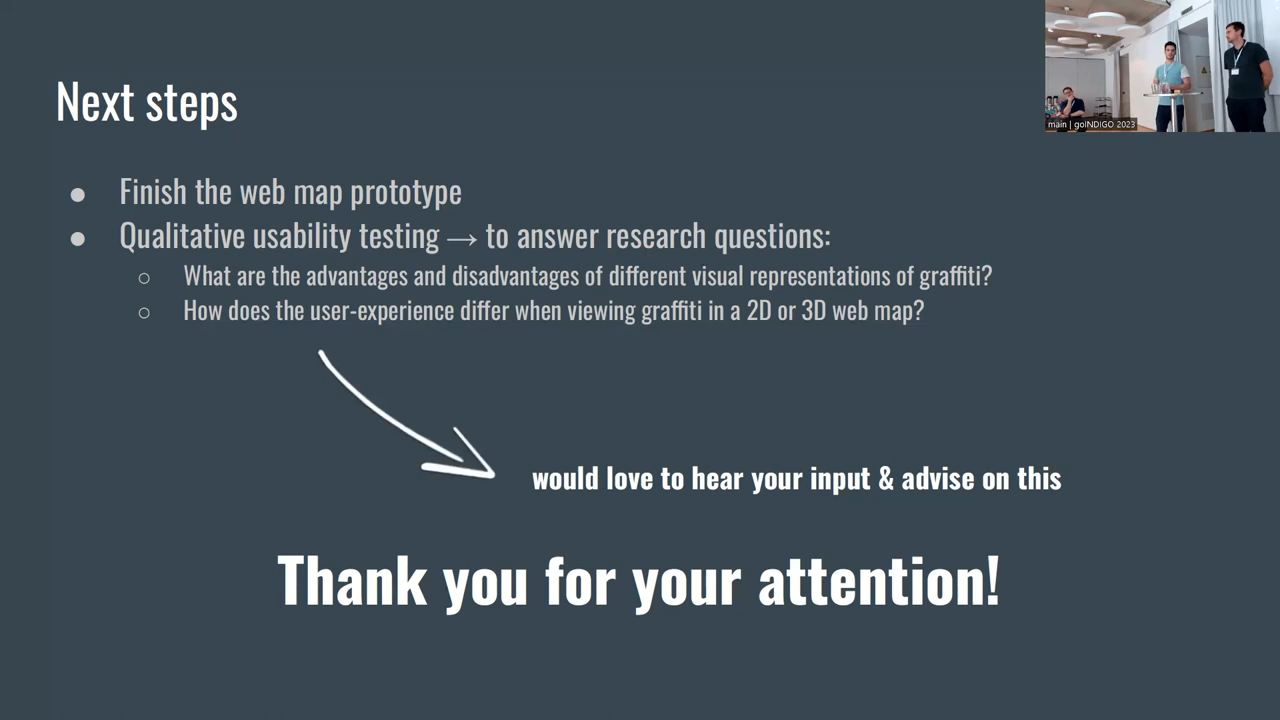 Next steps
● Finish the web map prototype
● Qualitative usability testing → to answer research questions:
○ What are the advantages and disadvantages of different visual representations of graffiti?
○ How does the user-experience differ when viewing graffiti in a 2D or 3D web map?
would love to hear your input & advise on this
Thank you for your attention!
main | goINDIGO 2023